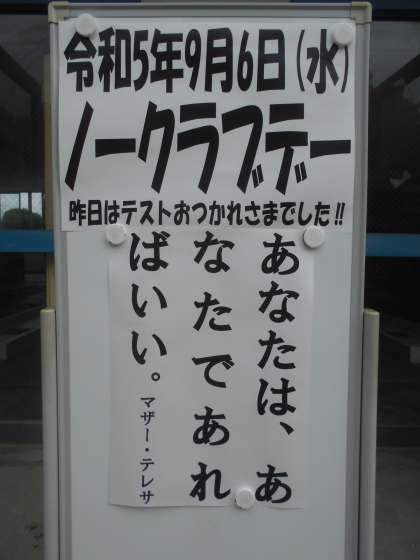 令和5年9月6日(水)
ノークラブデー
昨日はテストおつかれさまでした!!
あなたは、あ
なたであれ
ばいい。
マザー・テレサ